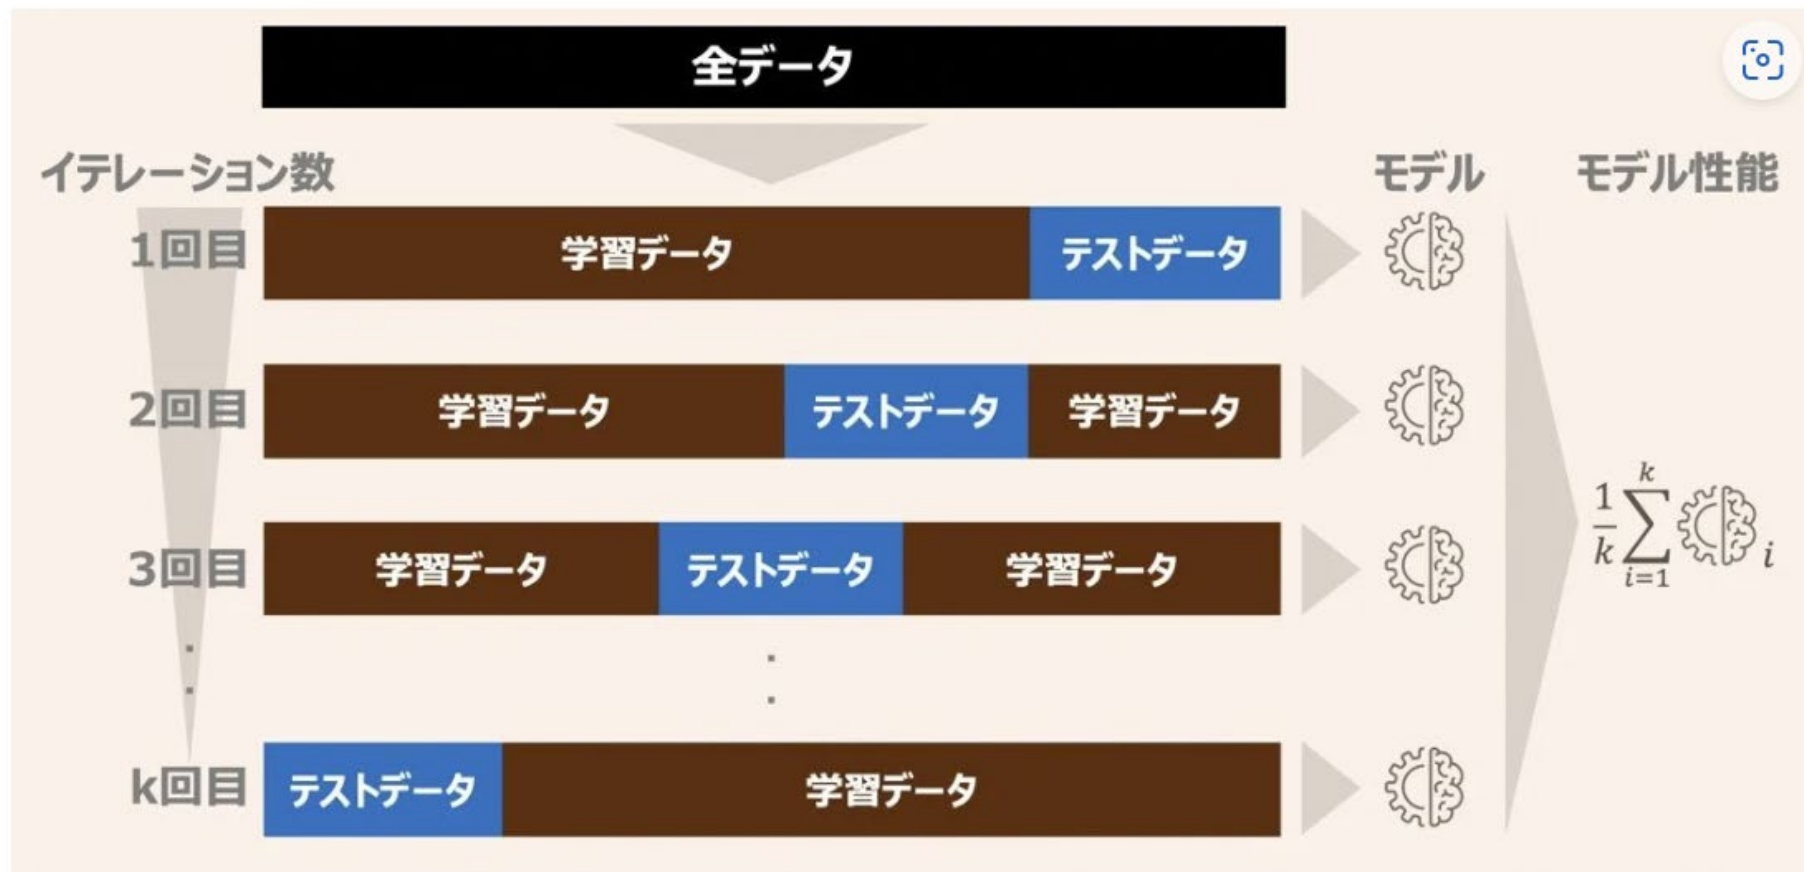 全データ
イテレーション数
モデル
モデル性能
1回目
学習データ
テストデータ
2回目
学習データ
テストデータ
学習データ
3回目
学習データ
テストデータ
学習データ
k回目
テストデータ
学習データ
k
1
k
∑
i
i=1